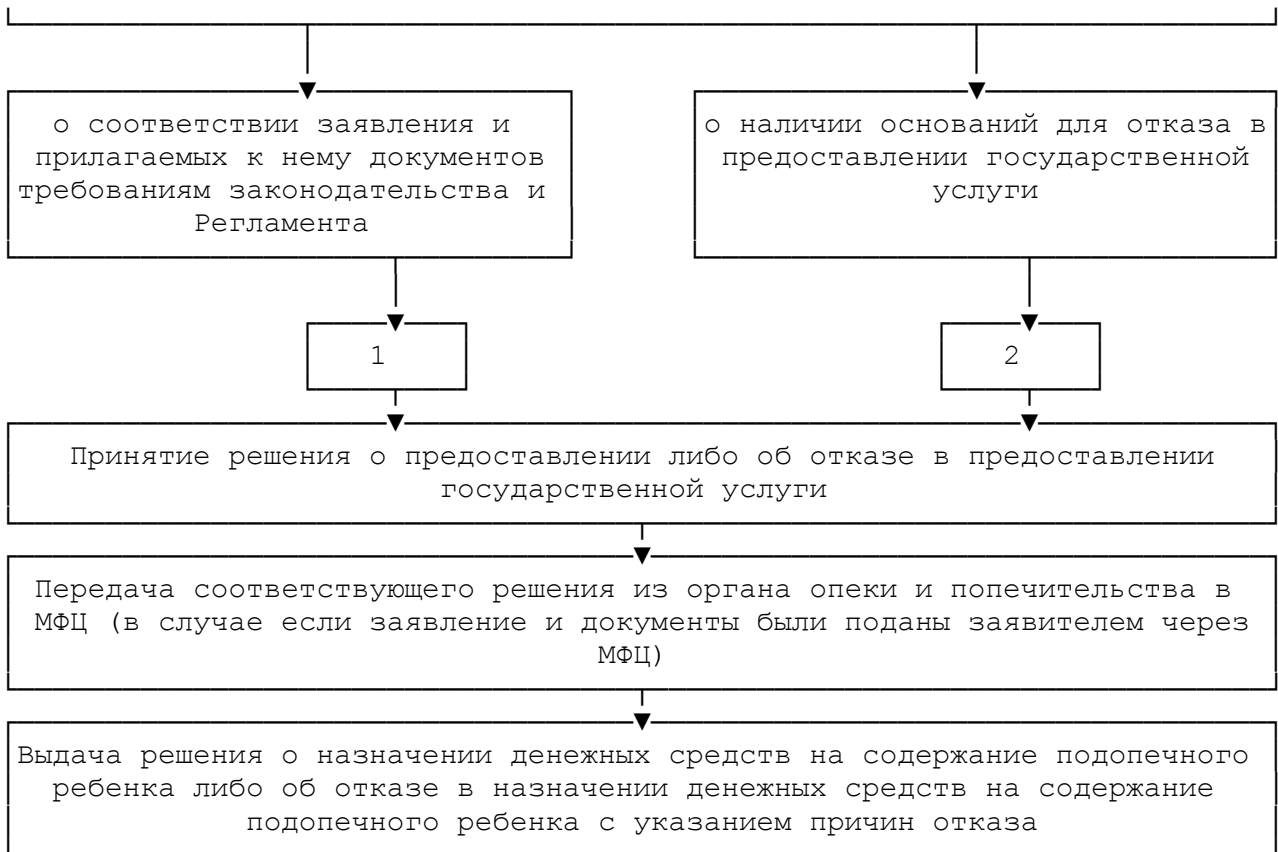 о соответствии заявления и
прилагаемых к нему документов
требованиям законодательства и
Регламента
о наличии оснований для отказа в
предоставлении государственной
услуги
1
2
Принятие решения о предоставлении либо об отказе в предоставлении
государственной услуги
Передача соответствующего решения из органа опеки и попечительства в
МФЦ (в случае если заявление и документы были поданы заявителем через
МФЦ)
Выдача решения о назначении денежных средств на содержание подопечного
ребенка либо об отказе в назначении денежных средств на содержание
подопечного ребенка с указанием причин отказа